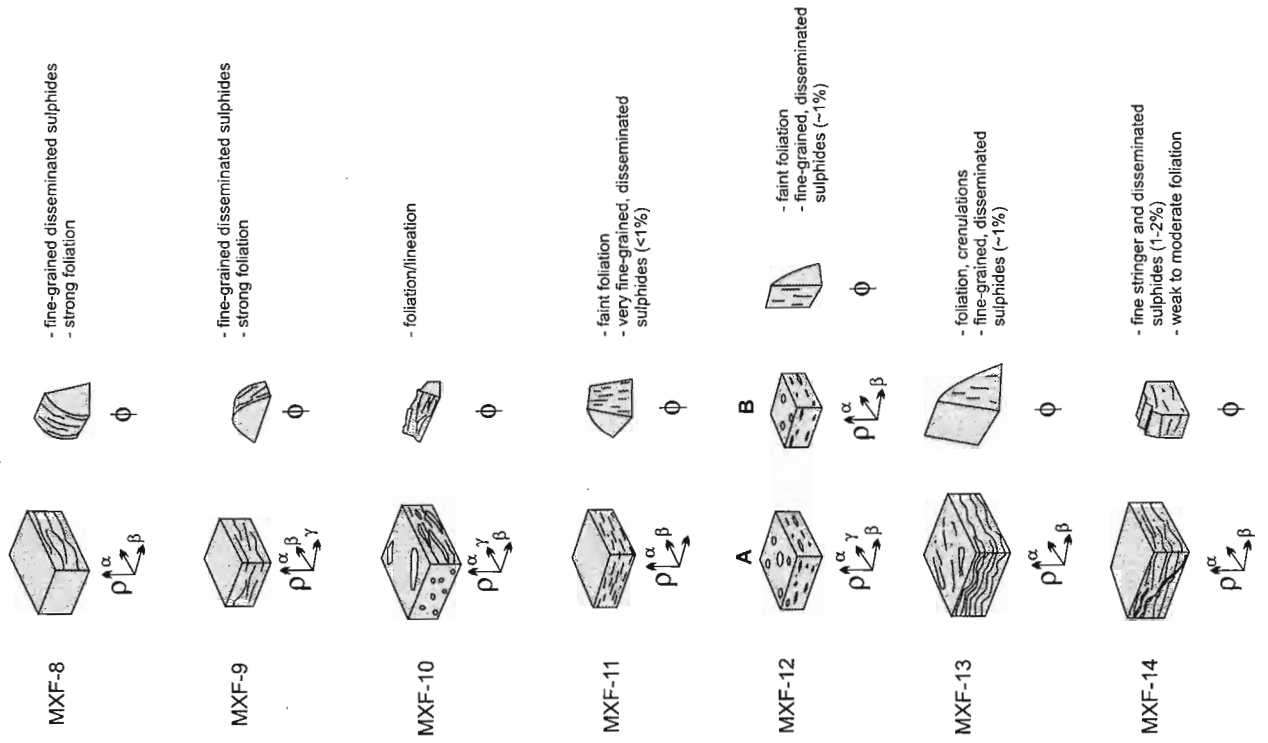 MXF-8
ρ α β
ϕ
- fine-grained disseminated sulphides
- strong foliation
MXF-9
ρ α β γ
ϕ
- fine-grained disseminated sulphides
- strong foliation
MXF-10
ρ α γ β
ϕ
- foliation/lineation
MXF-11
ρ α β
ϕ
- faint foliation
- very fine-grained, disseminated
sulphides (<1%)
MXF-12
A
ρ α γ β
B
ρ α β
ϕ
- faint foliation
- fine-grained, disseminated
sulphides (~1%)
MXF-13
ρ α β
ϕ
- foliation, crenulations
- fine-grained, disseminated
sulphides (~1%)
MXF-14
ρ α β
ϕ
- fine stringer and disseminated
sulphides (1-2%)
- weak to moderate foliation